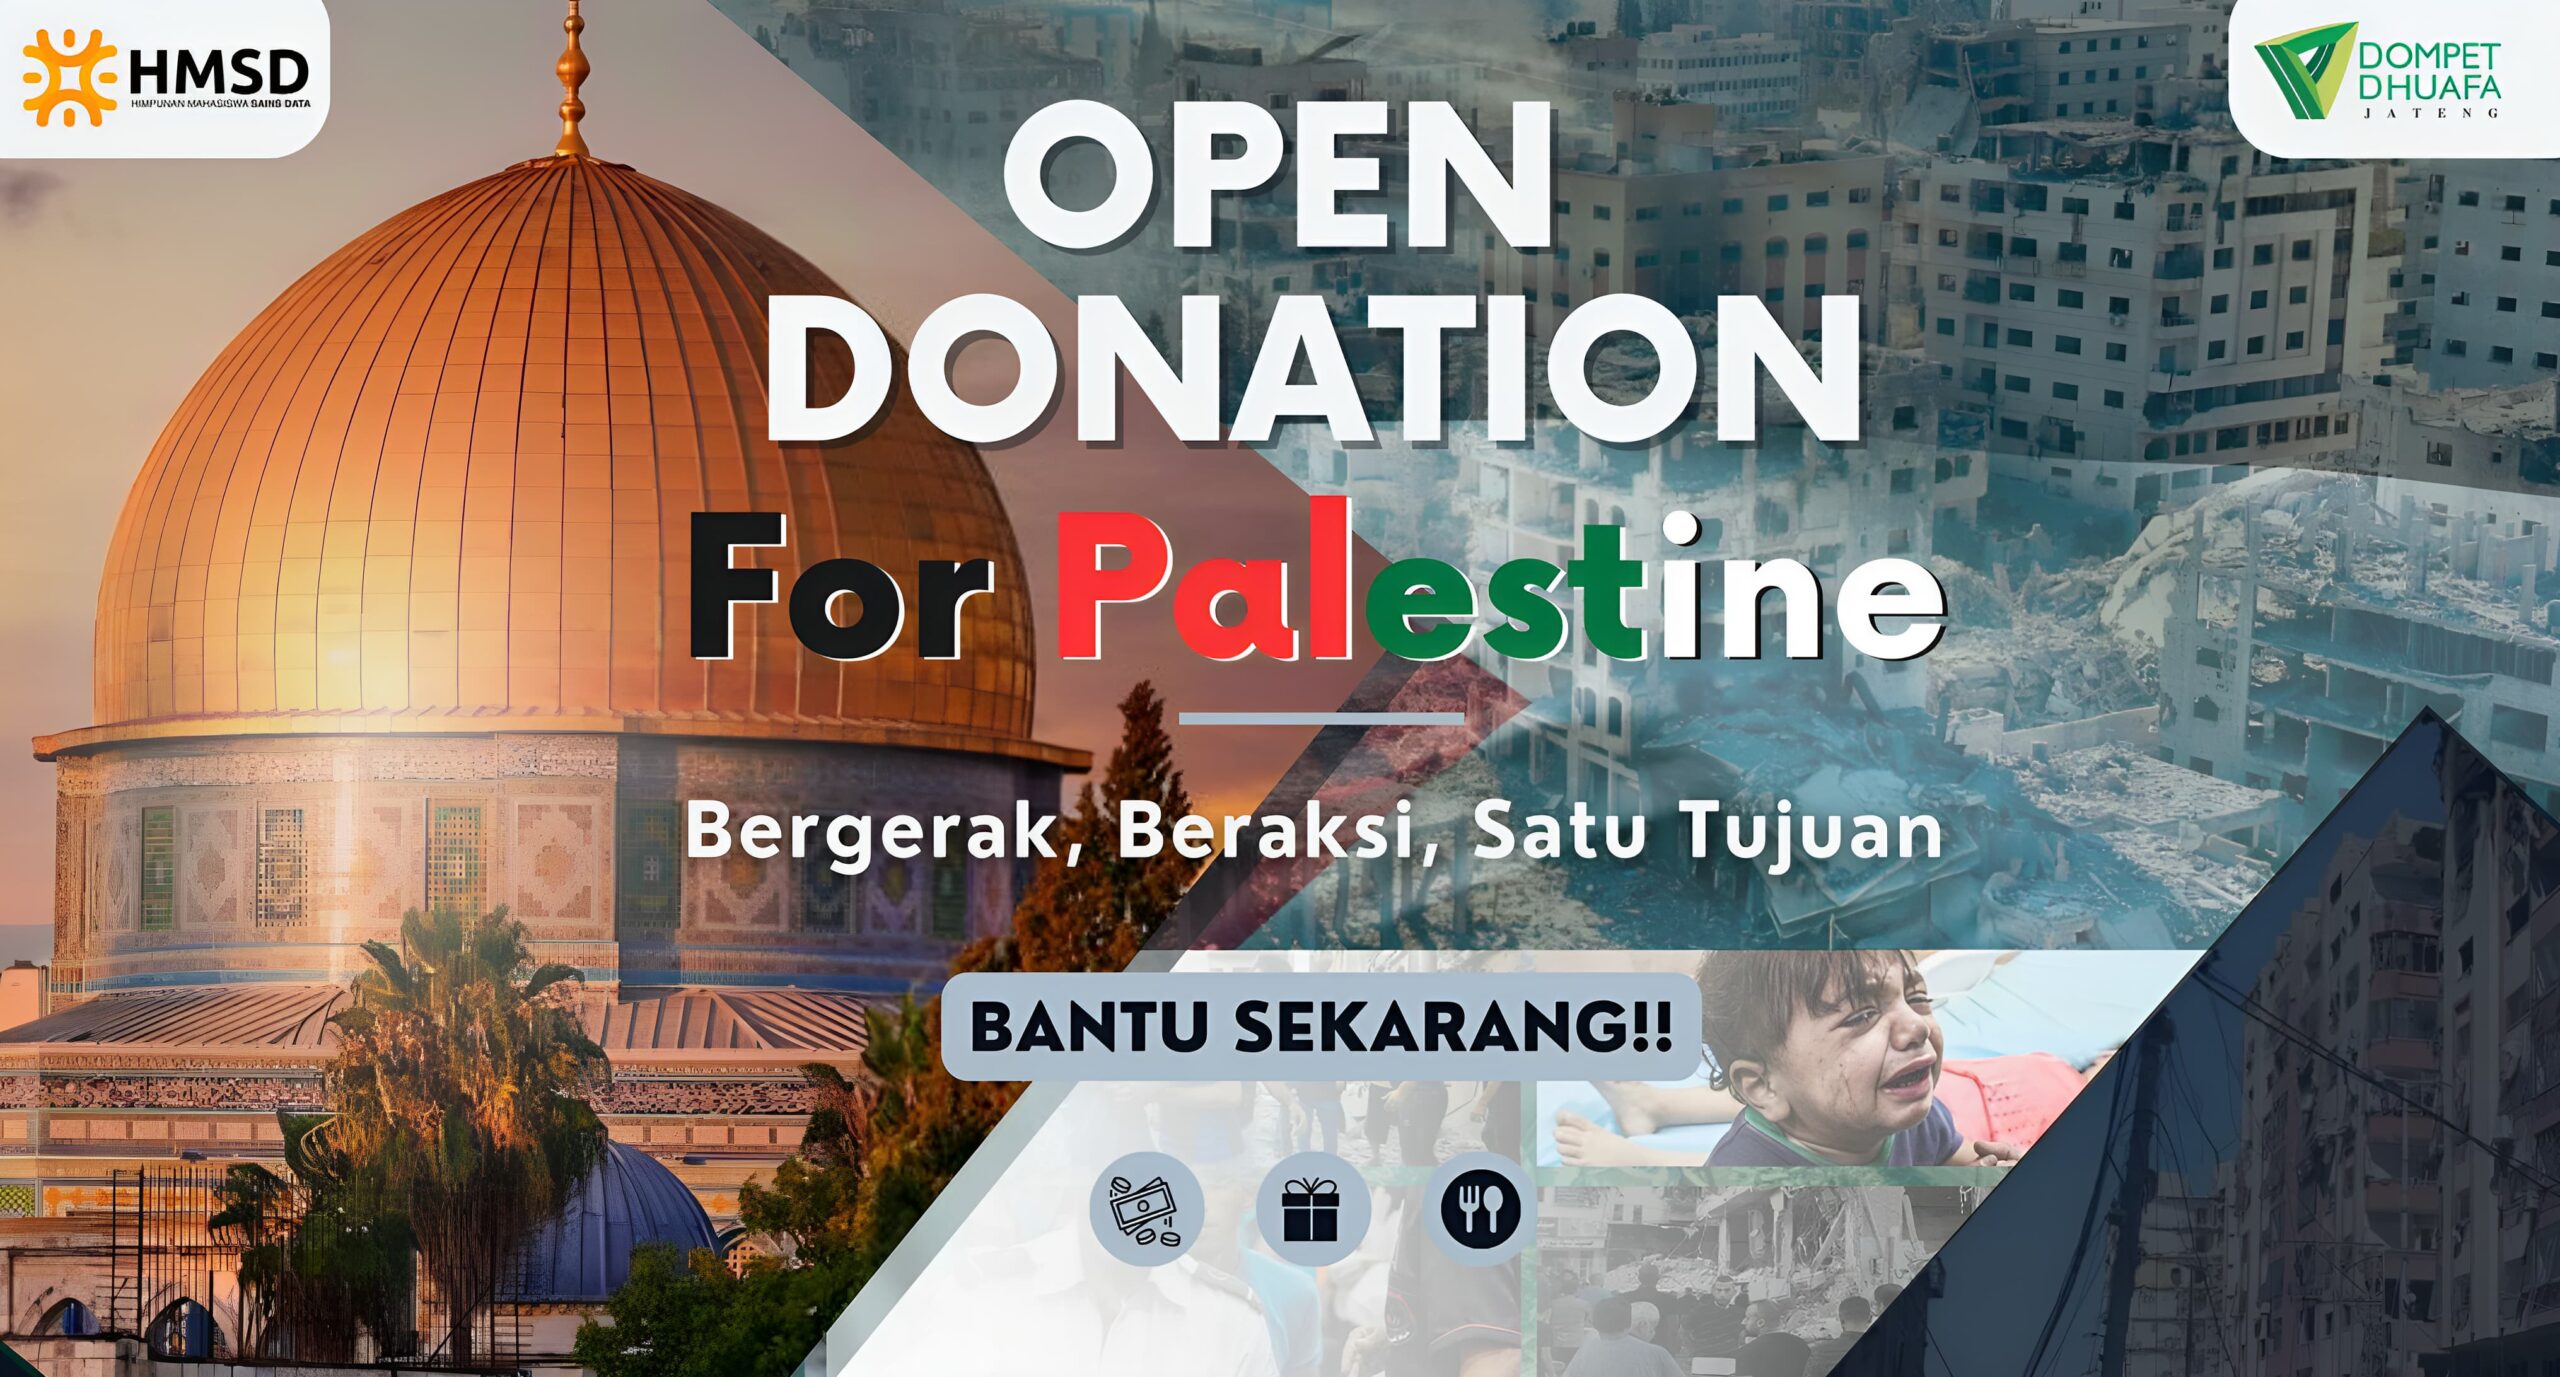 HMSD
HIMPUNAN MAHASISWA SAINS DATA
DOMPET
DHUAFA
JATENG
OPEN
DONATION
For Palestine
Bergerak, Beraksi, Satu Tujuan
BANTU SEKARANG!!